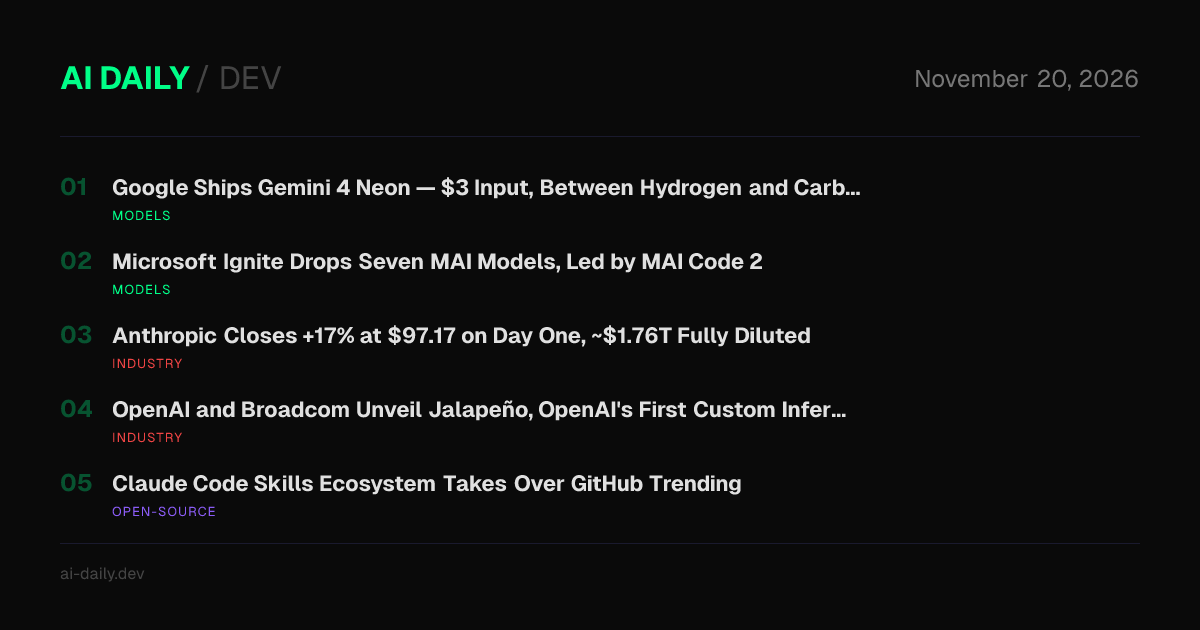 AI DAILY / DEV
November 20, 2026
01 Google Ships Gemini 4 Neon — $3 Input, Between Hydrogen and Carb...
MODELS
02 Microsoft Ignite Drops Seven MAI Models, Led by MAI Code 2
MODELS
03 Anthropic Closes +17% at $97.17 on Day One, ~$1.76T Fully Diluted
INDUSTRY
04 OpenAI and Broadcom Unveil Jalapeño, OpenAI's First Custom Infer...
INDUSTRY
05 Claude Code Skills Ecosystem Takes Over GitHub Trending
OPEN-SOURCE
ai-daily.dev